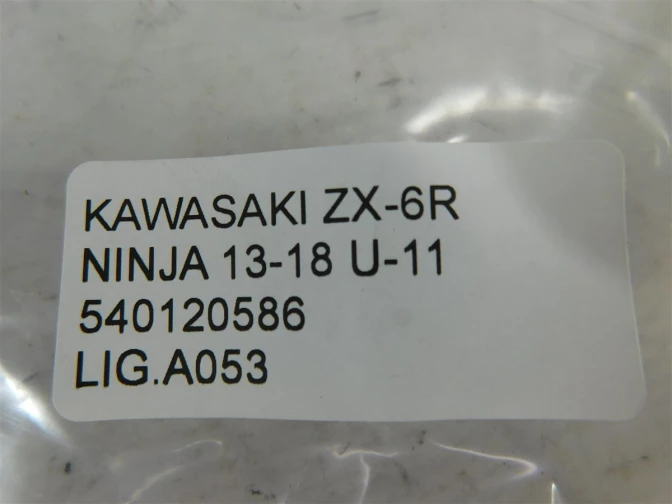 KAWASAKI ZX-6R
NINJA 13-18 U-11
540120586
LIG.A053